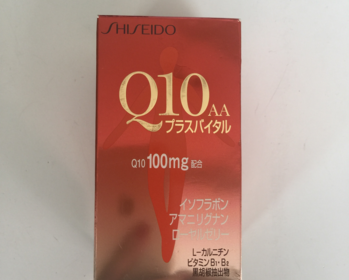 SHISEIDO
Q10AA
プラスバイタル
Q10 100mg 配合
イソフラボン
アマニリグナン
ローヤルゼリー
L-カルニチン
ビタミンB₁・B₂
黒胡椒抽出物